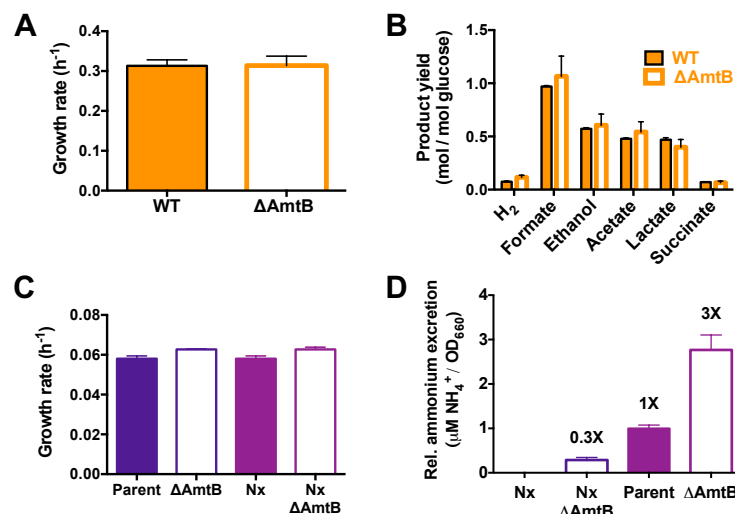 A
Growth rate (h⁻¹)
0.4
0.3
0.2
0.1
0.0
WT
ΔAmtB
B
Product yield
(mol / mol glucose)
1.5
1.0
0.5
0.0
WT
ΔAmtB
H₂
Formate
Ethanol
Acetate
Lactate
Succinate
C
Growth rate (h⁻¹)
0.08
0.06
0.04
0.02
0.00
Parent
ΔAmtB
Nx
Nx
ΔAmtB
D
Rel. ammonium excretion
(μM NH₄⁺ / OD₆₆₀)
4
3
2
1
0
0.3X
1X
3X
Nx
Nx
ΔAmtB
Parent
ΔAmtB